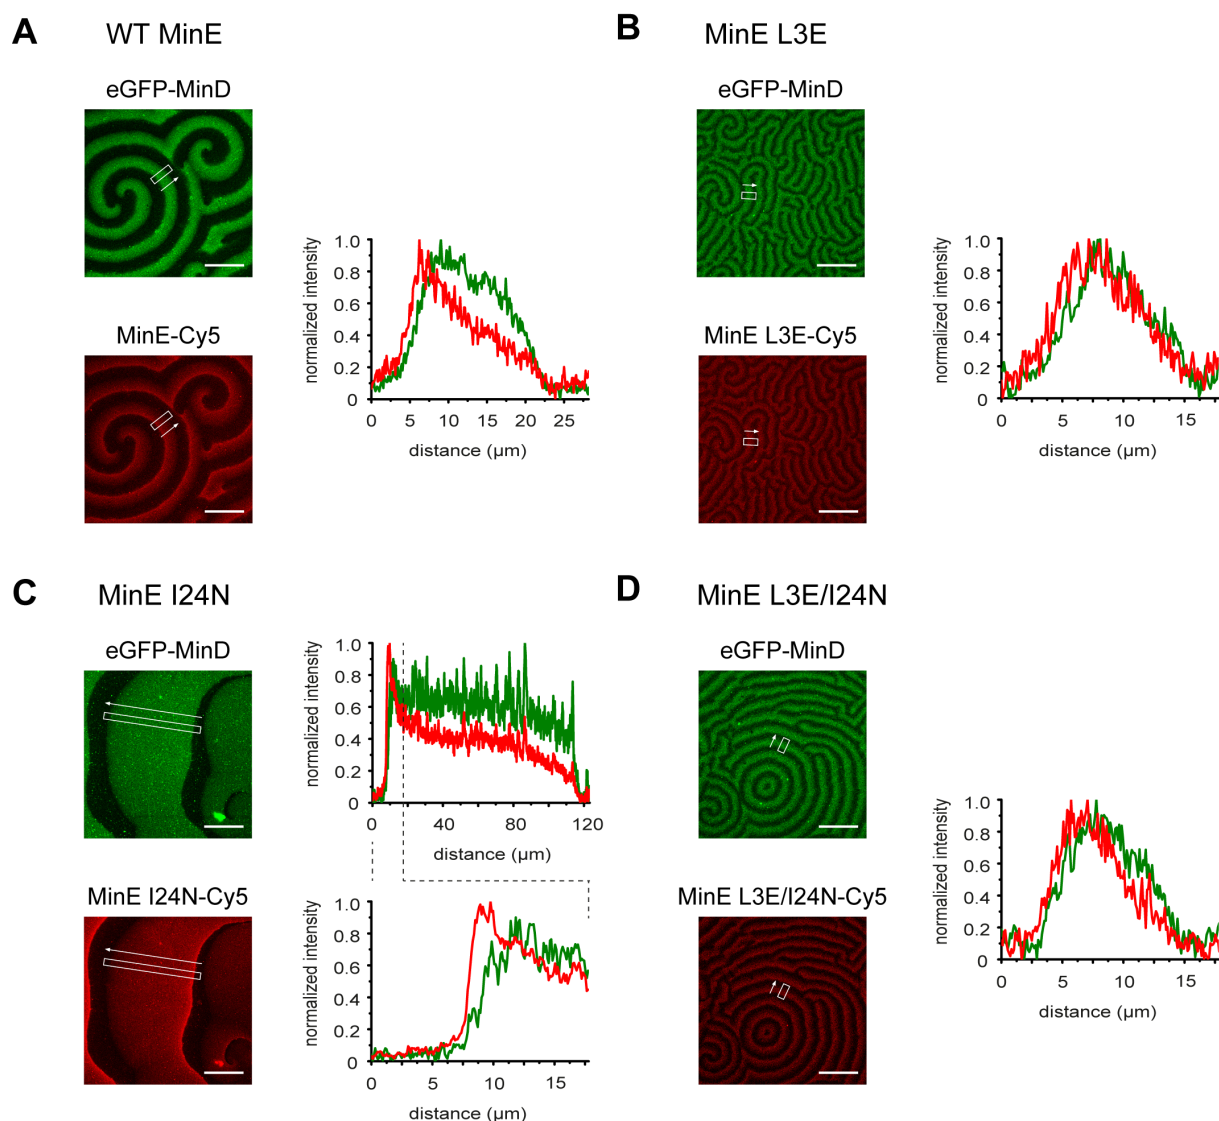 A WT MinE
eGFP-MinD
MinE-Cy5
normalized intensity
1.0
0.8
0.6
0.4
0.2
0
0 5 10 15 20 25
distance (µm)
B MinE L3E
eGFP-MinD
MinE L3E-Cy5
normalized intensity
1.0
0.8
0.6
0.4
0.2
0
0 5 10 15
distance (µm)
C MinE I24N
eGFP-MinD
MinE I24N-Cy5
normalized intensity
1.0
0.8
0.6
0.4
0.2
0
0 40 80 120
distance (µm)
normalized intensity
1.0
0.8
0.6
0.4
0.2
0
0 5 10 15
distance (µm)
D MinE L3E/I24N
eGFP-MinD
MinE L3E/I24N-Cy5
normalized intensity
1.0
0.8
0.6
0.4
0.2
0
0 5 10 15
distance (µm)